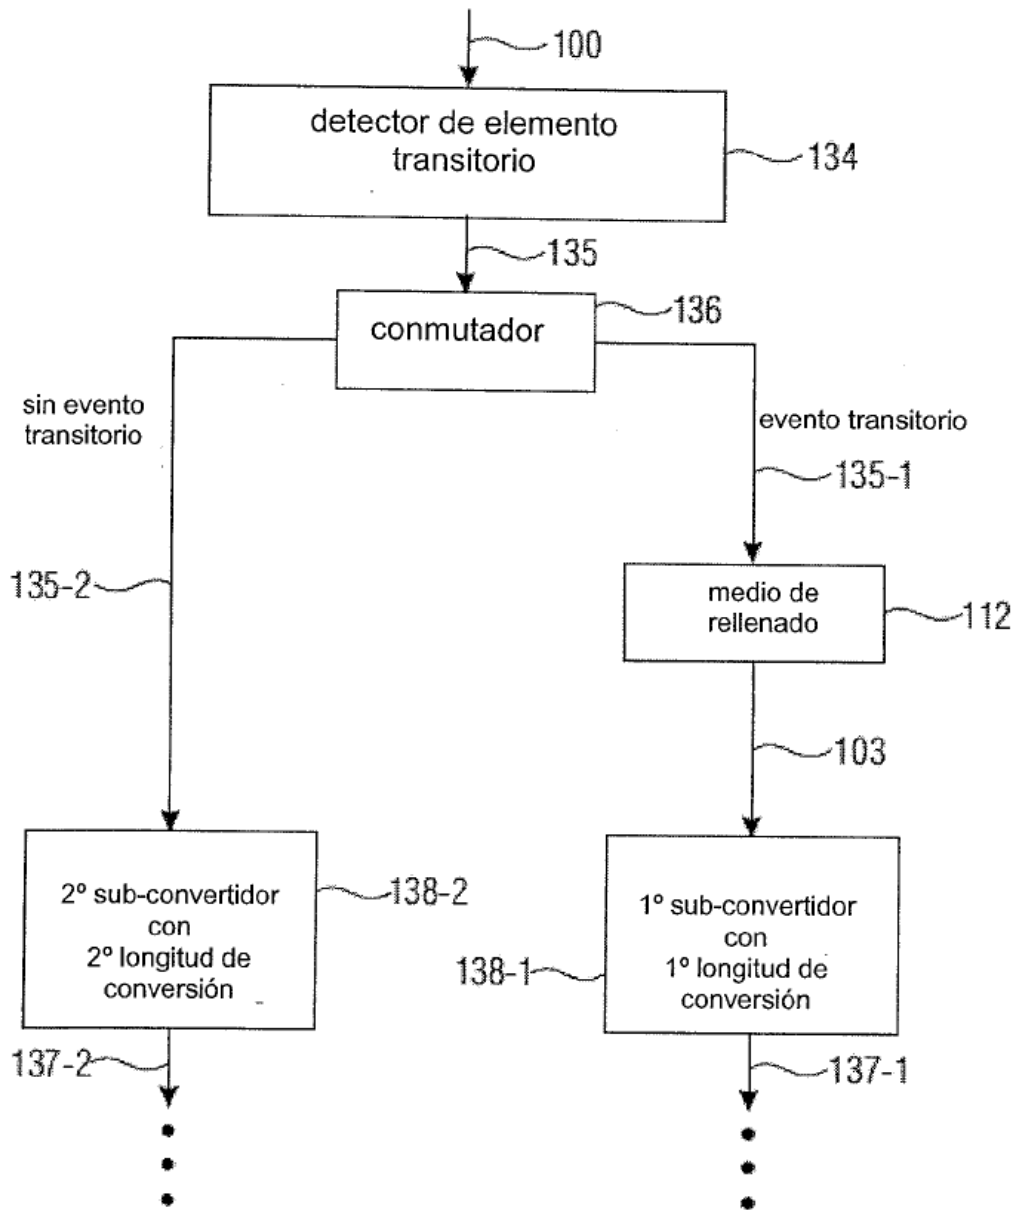 100
detector de elemento
transitorio
134
135
136
conmutador
sin evento
transitorio
evento transitorio
135-1
135-2
medio de
rellenado
112
103
2º sub-convertidor
con
2º longitud de
conversión
138-2
1º sub-convertidor
con
1º longitud de
conversión
138-1
137-2
137-1